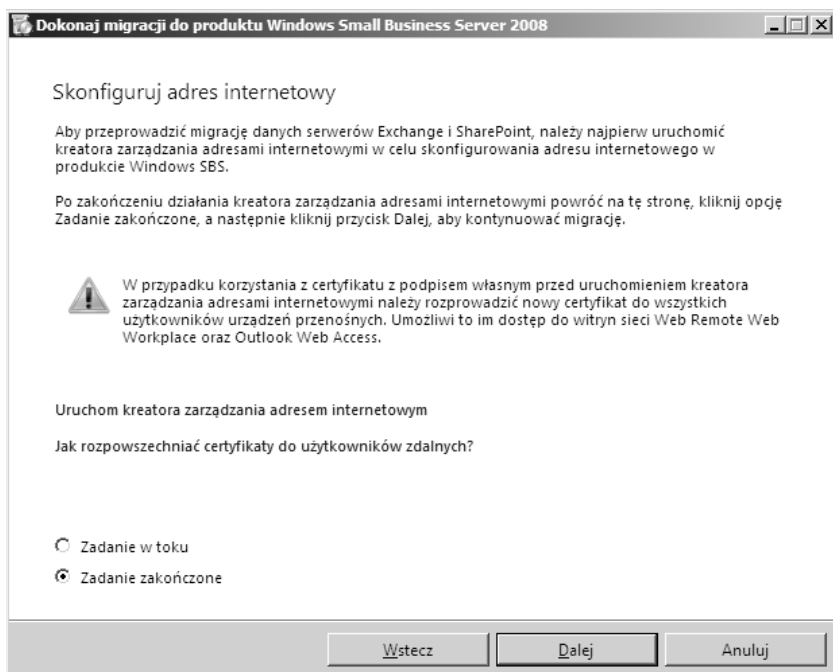 Dokonaj migracji do produktu Windows Small Business Server 2008
Skonfiguruj adres internetowy
Aby przeprowadzić migrację danych serwerów Exchange i SharePoint, należy najpierw uruchomić
kreatora zarządzania adresami internetowymi w celu skonfigurowania adresu internetowego w
produkcie Windows SBS.
Po zakończeniu działania kreatora zarządzania adresami internetowymi powróć na tę stronę, kliknij opcję
Zadanie zakończone, a następnie kliknij przycisk Dalej, aby kontynuować migrację.
W przypadku korzystania z certyfikatu z podpisem własnym przed uruchomieniem kreatora
zarządzania adresami internetowymi należy rozprowadzić nowy certyfikat do wszystkich
użytkowników urządzeń przenośnych. Umożliwi to im dostęp do witryn sieci Web Remote Web
Workplace oraz Outlook Web Access.
Uruchom kreatora zarządzania adresem internetowym
Jak rozpowszechniać certyfikaty do użytkowników zdalnych?
Zadanie w toku
Zadanie zakończone
Wstecz Dalej Anuluj